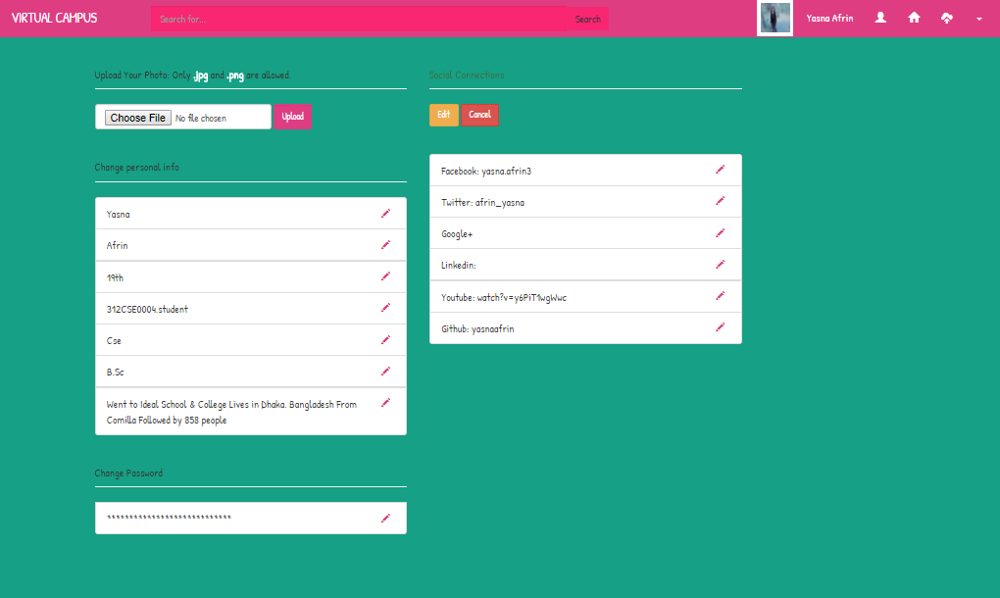 VIRTUAL CAMPUS
Search for...
Search
Yasna Afrin
Upload Your Photo: Only .jpg and .png are allowed.
Choose File No file chosen
Upload
Change personal info
Yasna
Afrin
19th
312CSE0004.student
Cse
B.Sc
Went to Ideal School & College Lives in Dhaka, Bangladesh From
Comilla Followed by 858 people
Change Password
****************************
Social Connections
Edit
Cancel
Facebook: yasna.afrin3
Twitter: afrin_yasna
Google+
Linkedin:
Youtube: watch?v=y6PiT1wgWwc
Github: yasnaafrin